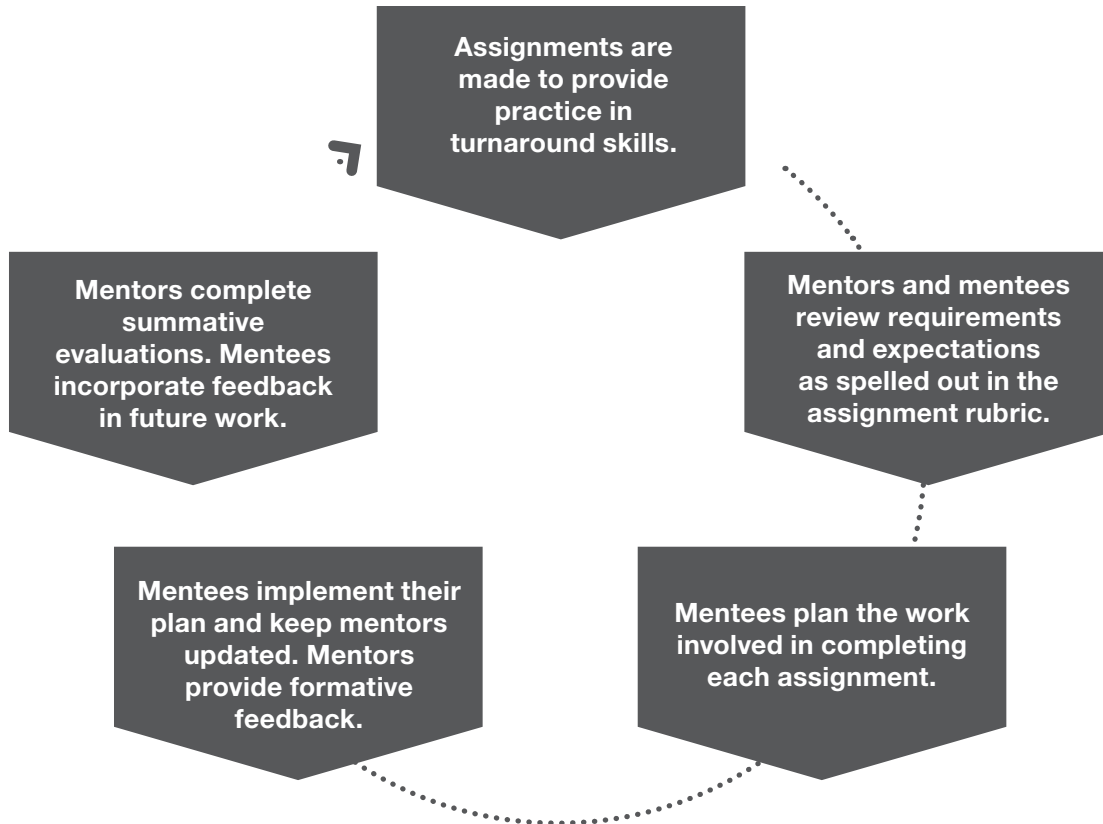 Assignments are
made to provide
practice in
turnaround skills.
Mentors and mentees
review requirements
and expectations
as spelled out in the
assignment rubric.
Mentees plan the work
involved in completing
each assignment.
Mentees implement their
plan and keep mentors
updated. Mentors
provide formative
feedback.
Mentors complete
summative
evaluations. Mentees
incorporate feedback
in future work.